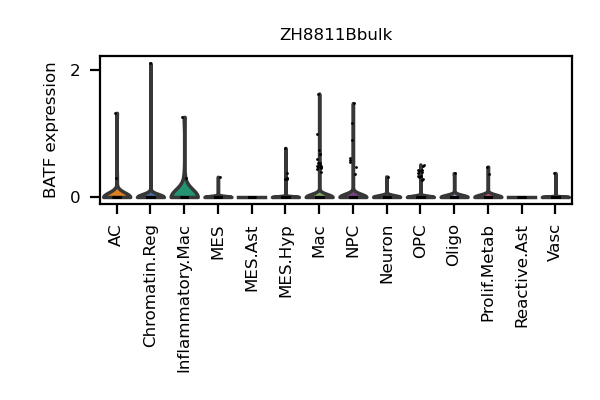 ZH8811Bbulk
BATF expression
2
0
AC
Chromatin.Reg
Inflammatory.Mac
MES
MES.Ast
MES.Hyp
Mac
NPC
Neuron
OPC
Oligo
Prolif.Metab
Reactive.Ast
Vasc